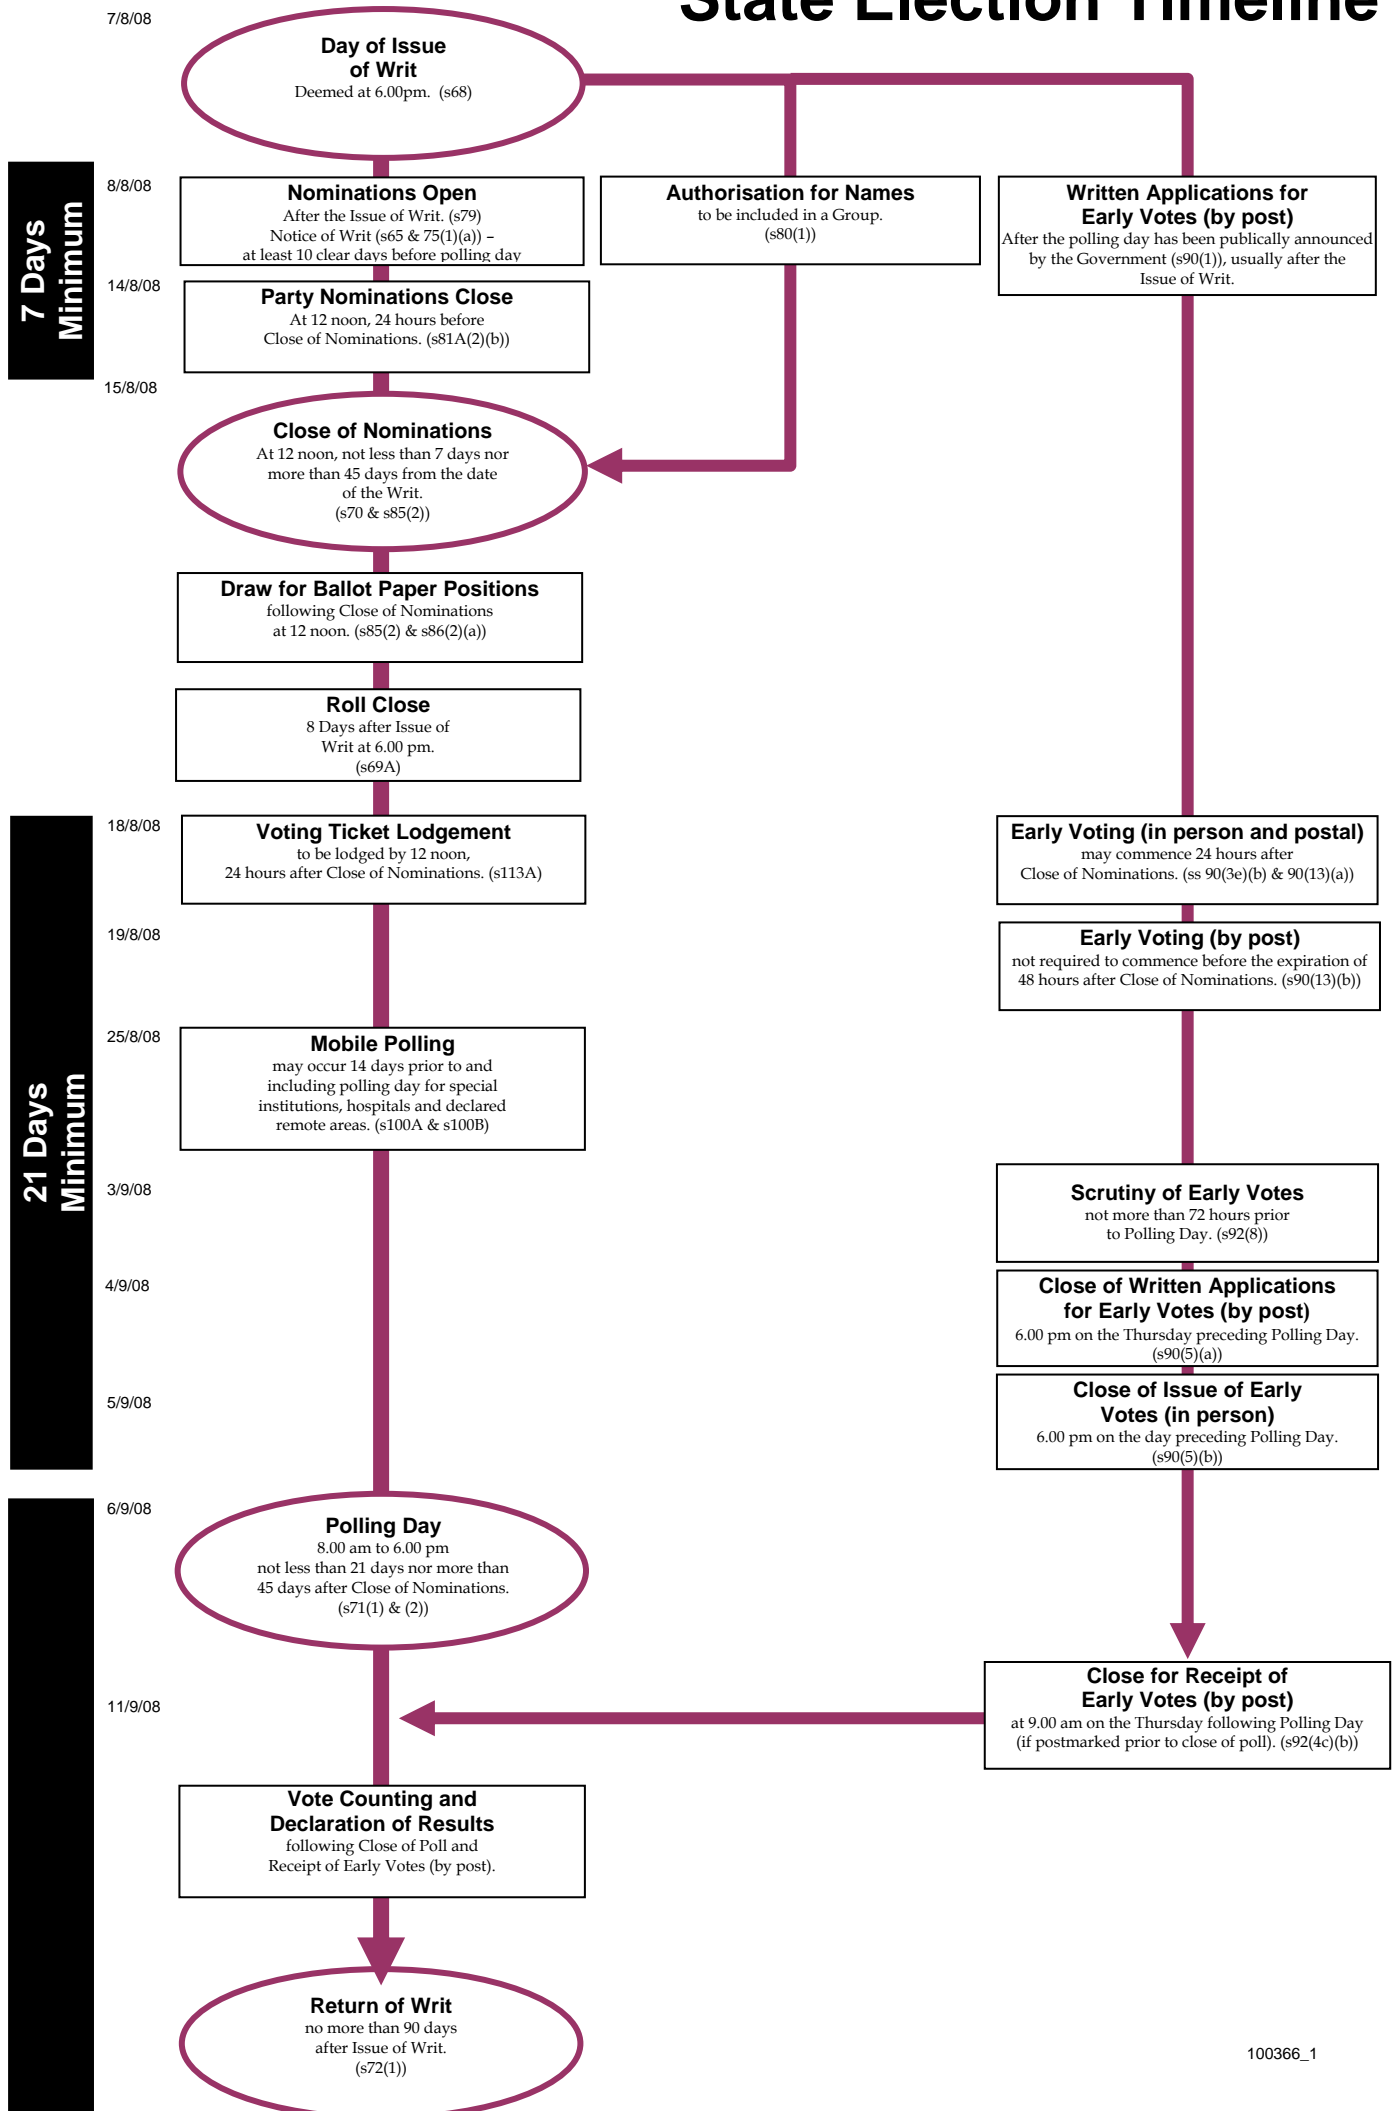 State Election Timeline
7/8/08
Day of Issue
of Writ
Deemed at 6.00pm.  (s68)
7 Days
Minimum
8/8/08
Nominations Open
After the Issue of Writ. (s79)
Notice of Writ (s65 & 75(1)(a)) –
at least 10 clear days before polling day
Authorisation for Names
to be included in a Group.
(s80(1))
Written Applications for
Early Votes (by post)
After the polling day has been publically announced
by the Government (s90(1)), usually after the
Issue of Writ.
14/8/08
Party Nominations Close
At 12 noon, 24 hours before
Close of Nominations. (s81A(2)(b))
15/8/08
Close of Nominations
At 12 noon, not less than 7 days nor
more than 45 days from the date
of the Writ.
(s70 & s85(2))
Draw for Ballot Paper Positions
following Close of Nominations
at 12 noon. (s85(2) & s86(2)(a))
Roll Close
8 Days after Issue of
Writ at 6.00 pm.
(s69A)
21 Days
Minimum
18/8/08
Voting Ticket Lodgement
to be lodged by 12 noon,
24 hours after Close of Nominations. (s113A)
Early Voting (in person and postal)
may commence 24 hours after
Close of Nominations. (ss 90(3e)(b) & 90(13)(a))
19/8/08
Early Voting (by post)
not required to commence before the expiration of
48 hours after Close of Nominations. (s90(13)(b))
25/8/08
Mobile Polling
may occur 14 days prior to and
including polling day for special
institutions, hospitals and declared
remote areas. (s100A & s100B)
3/9/08
Scrutiny of Early Votes
not more than 72 hours prior
to Polling Day. (s92(8))
4/9/08
Close of Written Applications
for Early Votes (by post)
6.00 pm on the Thursday preceding Polling Day.
(s90(5)(a))
5/9/08
Close of Issue of Early
Votes (in person)
6.00 pm on the day preceding Polling Day.
(s90(5)(b))
6/9/08
Polling Day
8.00 am to 6.00 pm
not less than 21 days nor more than
45 days after Close of Nominations.
(s71(1) & (2))
11/9/08
Close for Receipt of
Early Votes (by post)
at 9.00 am on the Thursday following Polling Day
(if postmarked prior to close of poll). (s92(4c)(b))
Vote Counting and
Declaration of Results
following Close of Poll and
Receipt of Early Votes (by post).
Return of Writ
no more than 90 days
after Issue of Writ.
(s72(1))
100366_1